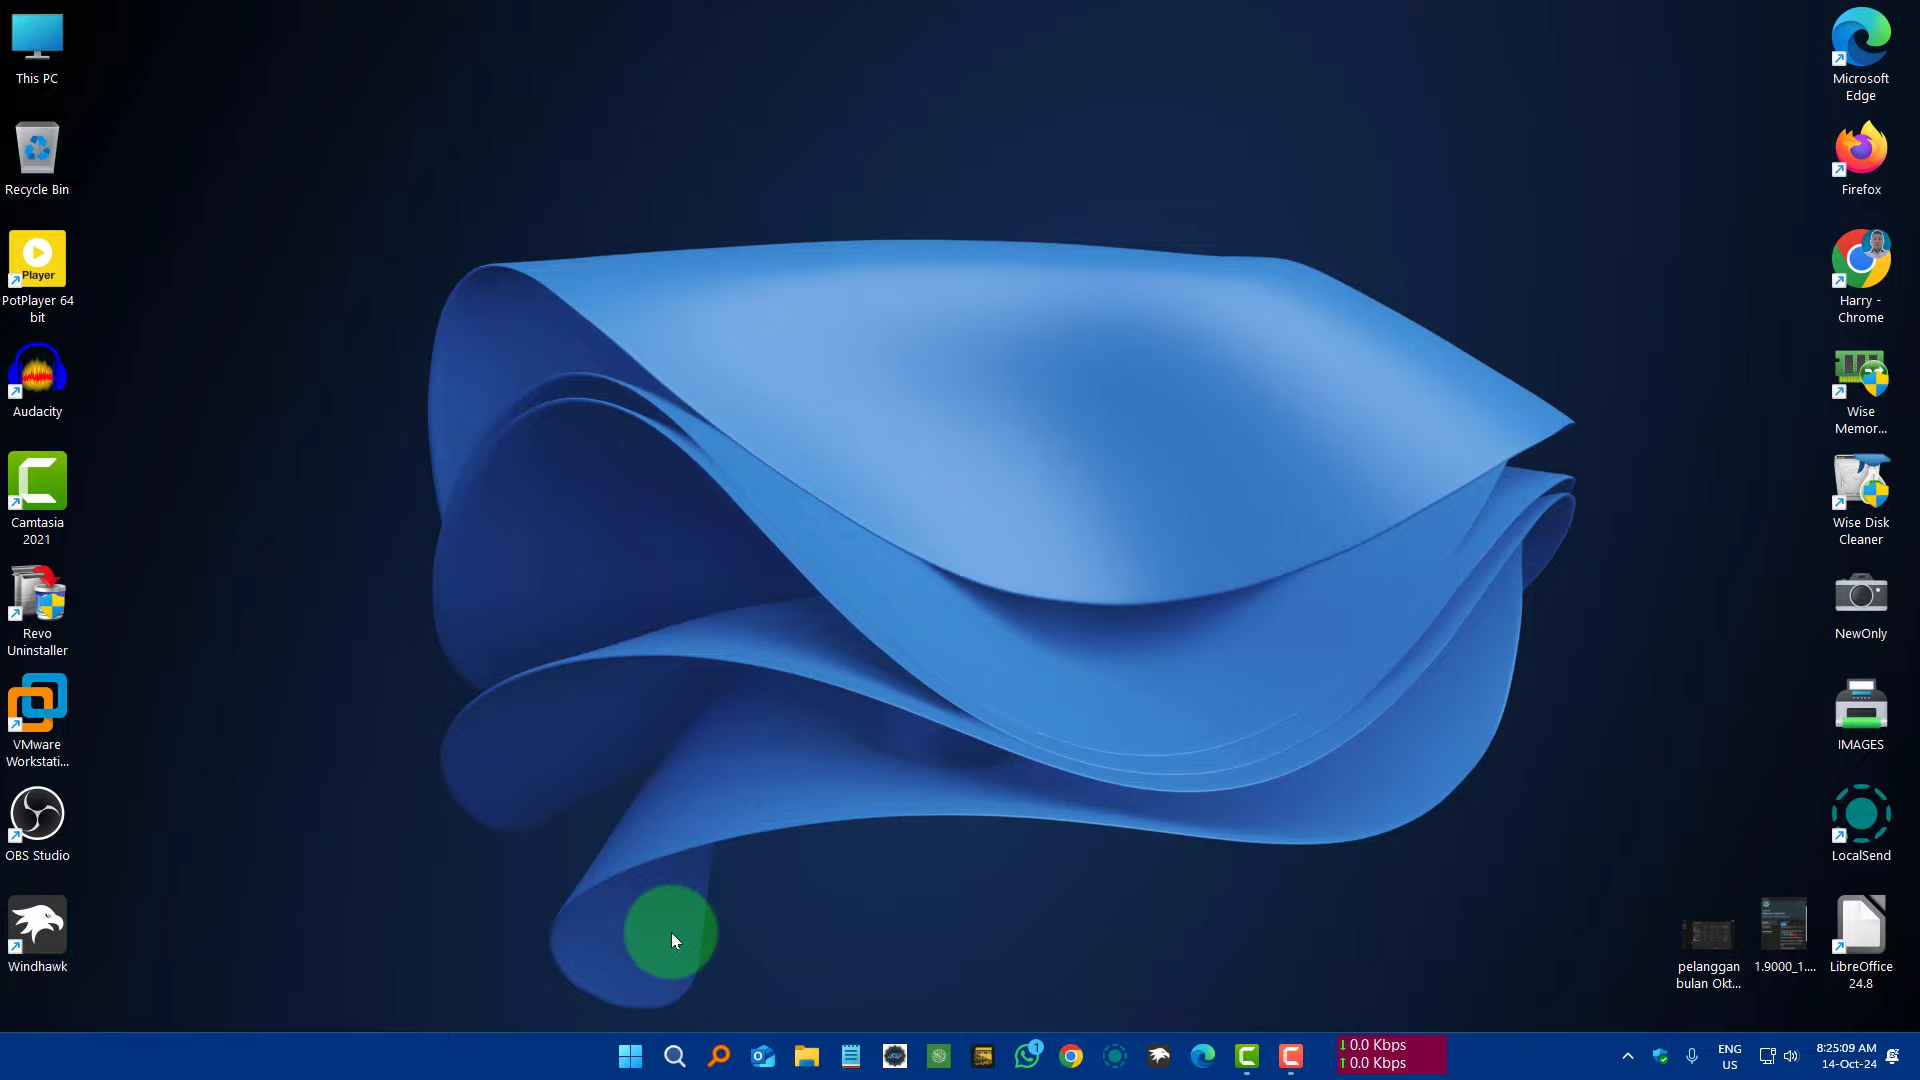 This PC
Recycle Bin
Player
PotPlayer 64
bit
Audacity
Camtasia
2021
Revo
Uninstaller
VMware
Workstati...
OBS Studio
Windhawk
Microsoft
Edge
Firefox
Harry -
Chrome
Wise
Memor...
Wise Disk
Cleaner
NewOnly
IMAGES
LocalSend
pelanggan
bulan Okt...
1.9000_1....
LibreOffice
24.8
1
↓ 0.0 Kbps
↑ 0.0 Kbps
ENG
US
8:25:09 AM
14-Oct-24